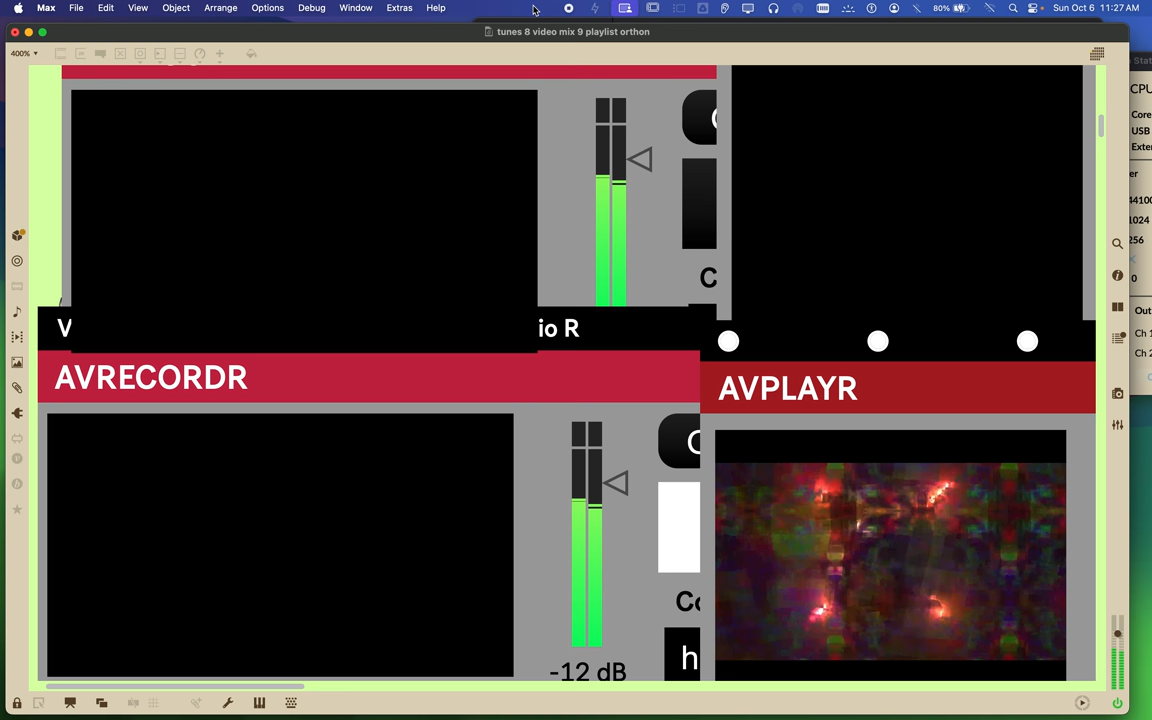 Max File Edit View Object Arrange Options Debug Window Extras Help 80% Sun Oct 6 11:27 AM
tunes 8 video mix 9 playlist orthon
400%
Stat
CPU
Core
USB
Exter
er
44100
1024
256
0
Out
Ch 1
Ch 2
C
V
io R
AVRECORDR
AVPLAYR
C
Co
h
-12 dB